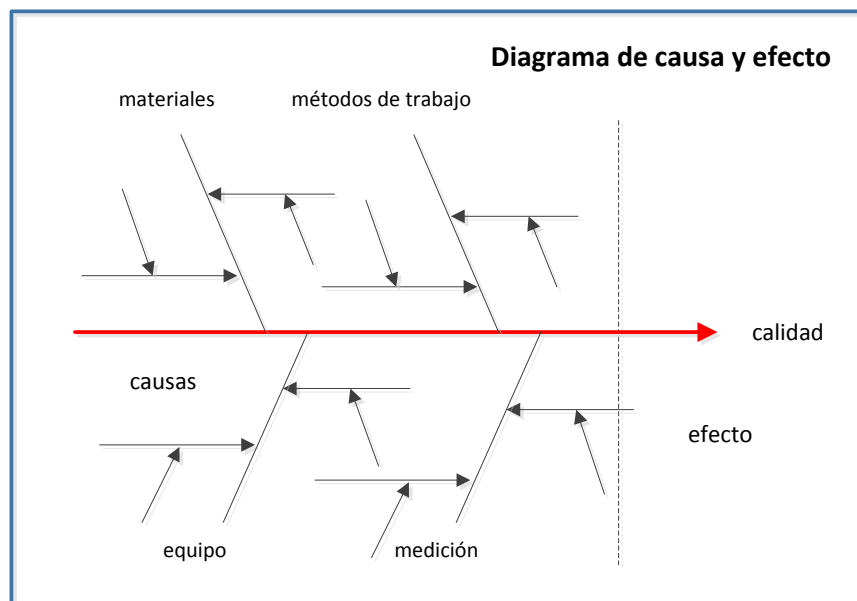 Diagrama de causa y efecto
materiales
métodos de trabajo
calidad
causas
efecto
equipo
medición